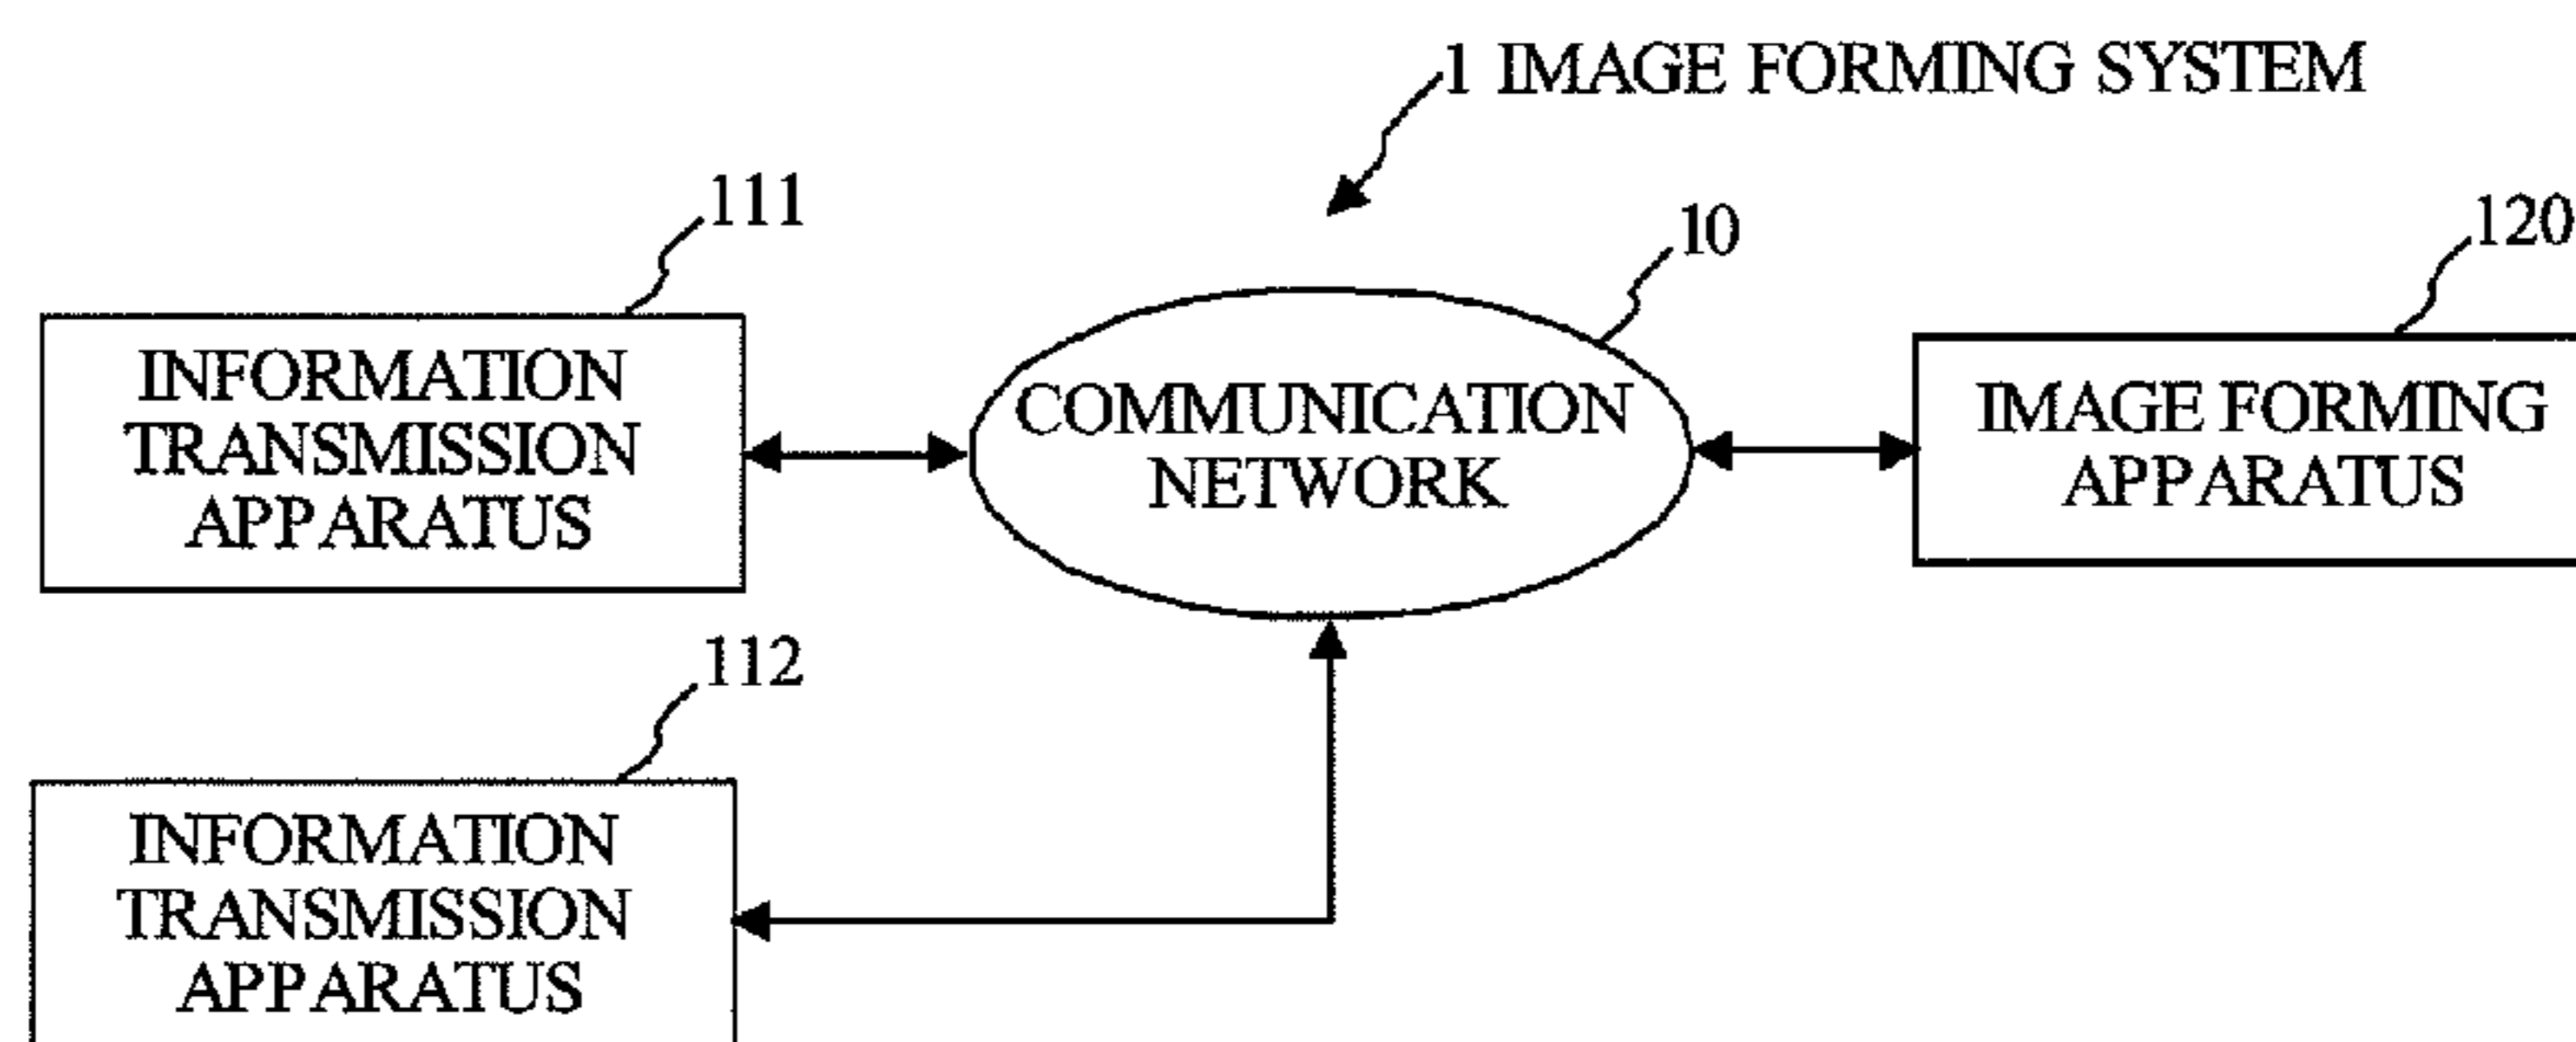 1 IMAGE FORMING SYSTEM
111
10
120
INFORMATION
TRANSMISSION
APPARATUS
COMMUNICATION
NETWORK
IMAGE FORMING
APPARATUS
112
INFORMATION
TRANSMISSION
APPARATUS